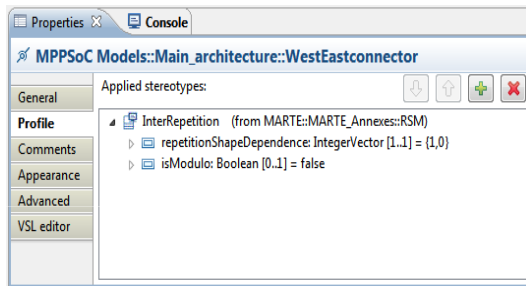 Properties Console
MPPSoC Models::Main_architecture::WestEastconnector
General
Profile
Comments
Appearance
Advanced
VSL editor
Applied stereotypes:
InterRepetition (from MARTE::MARTE_Annexes::RSM)
repetitionShapeDependence: IntegerVector [1..1] = {1,0}
isModulo: Boolean [0..1] = false